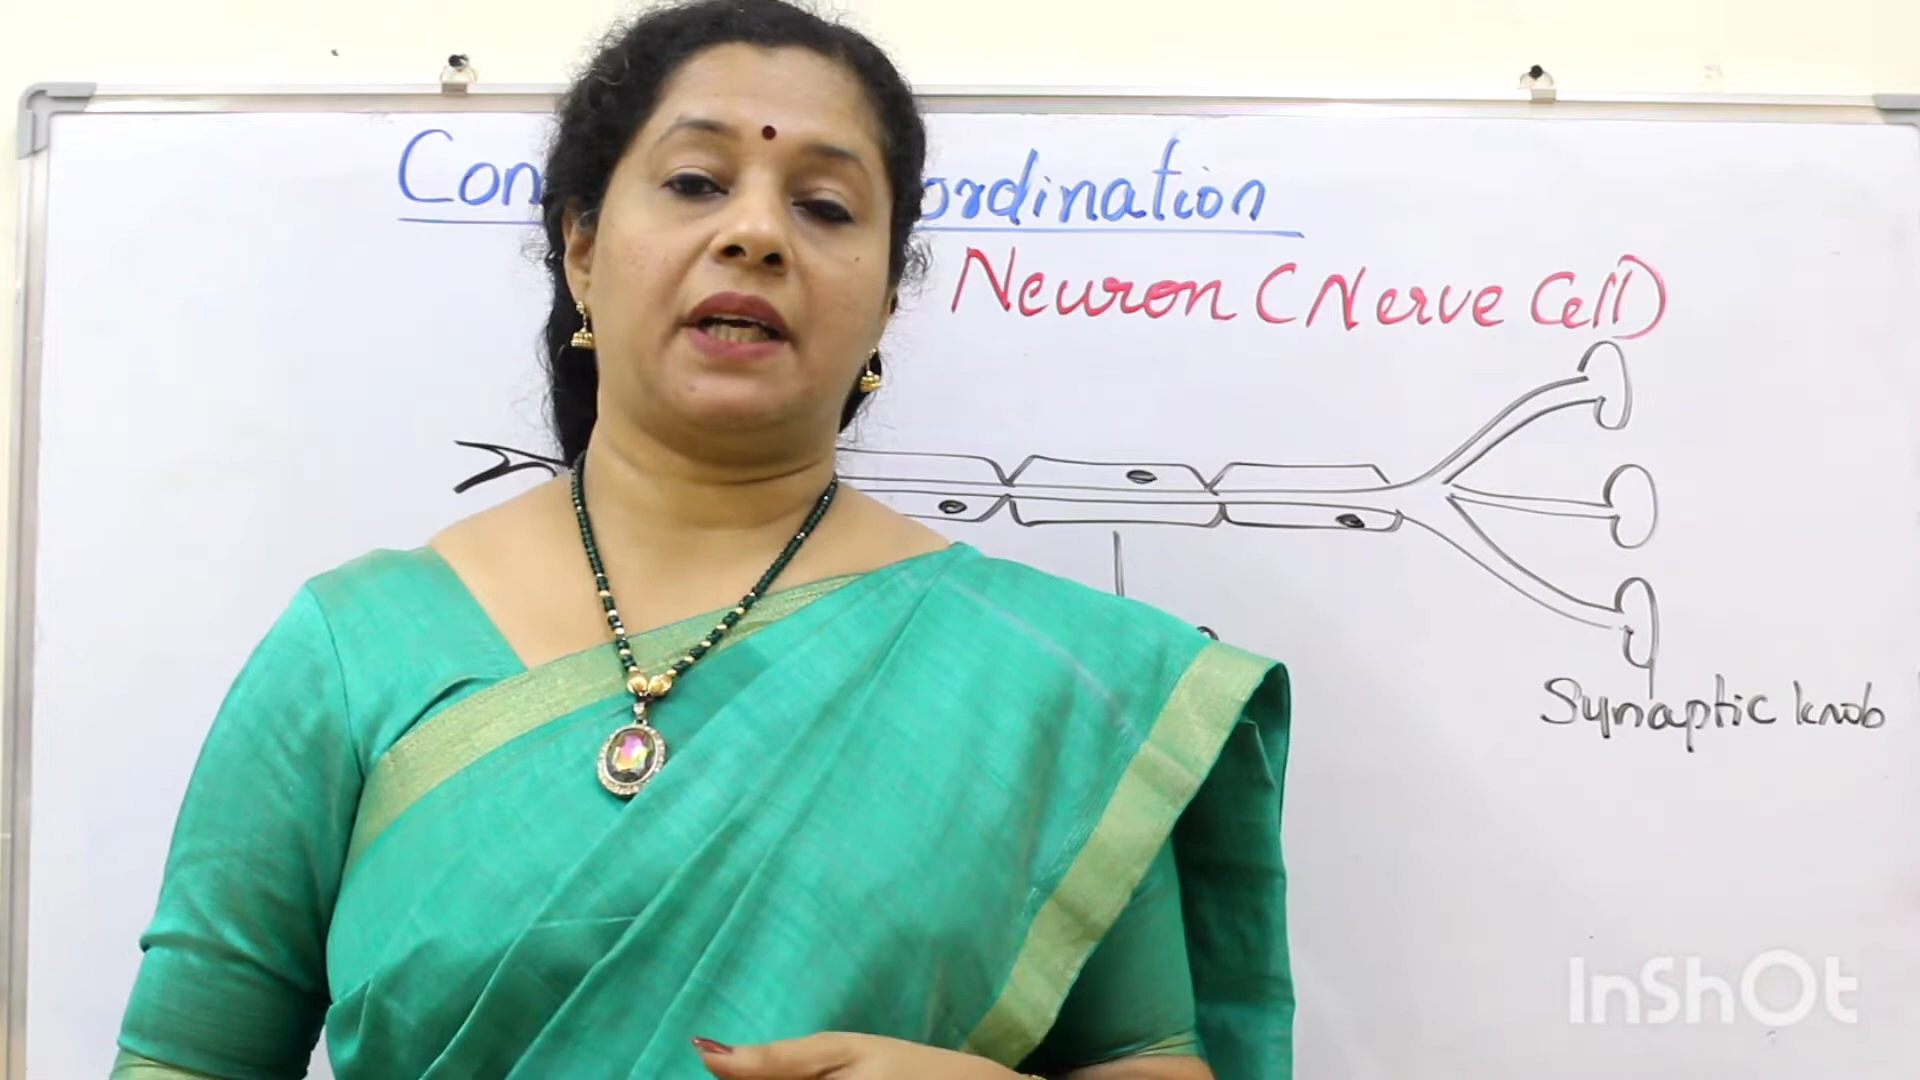 Con ordination
Neuron (Nerve Cell)
Synaptic knob
InShOt